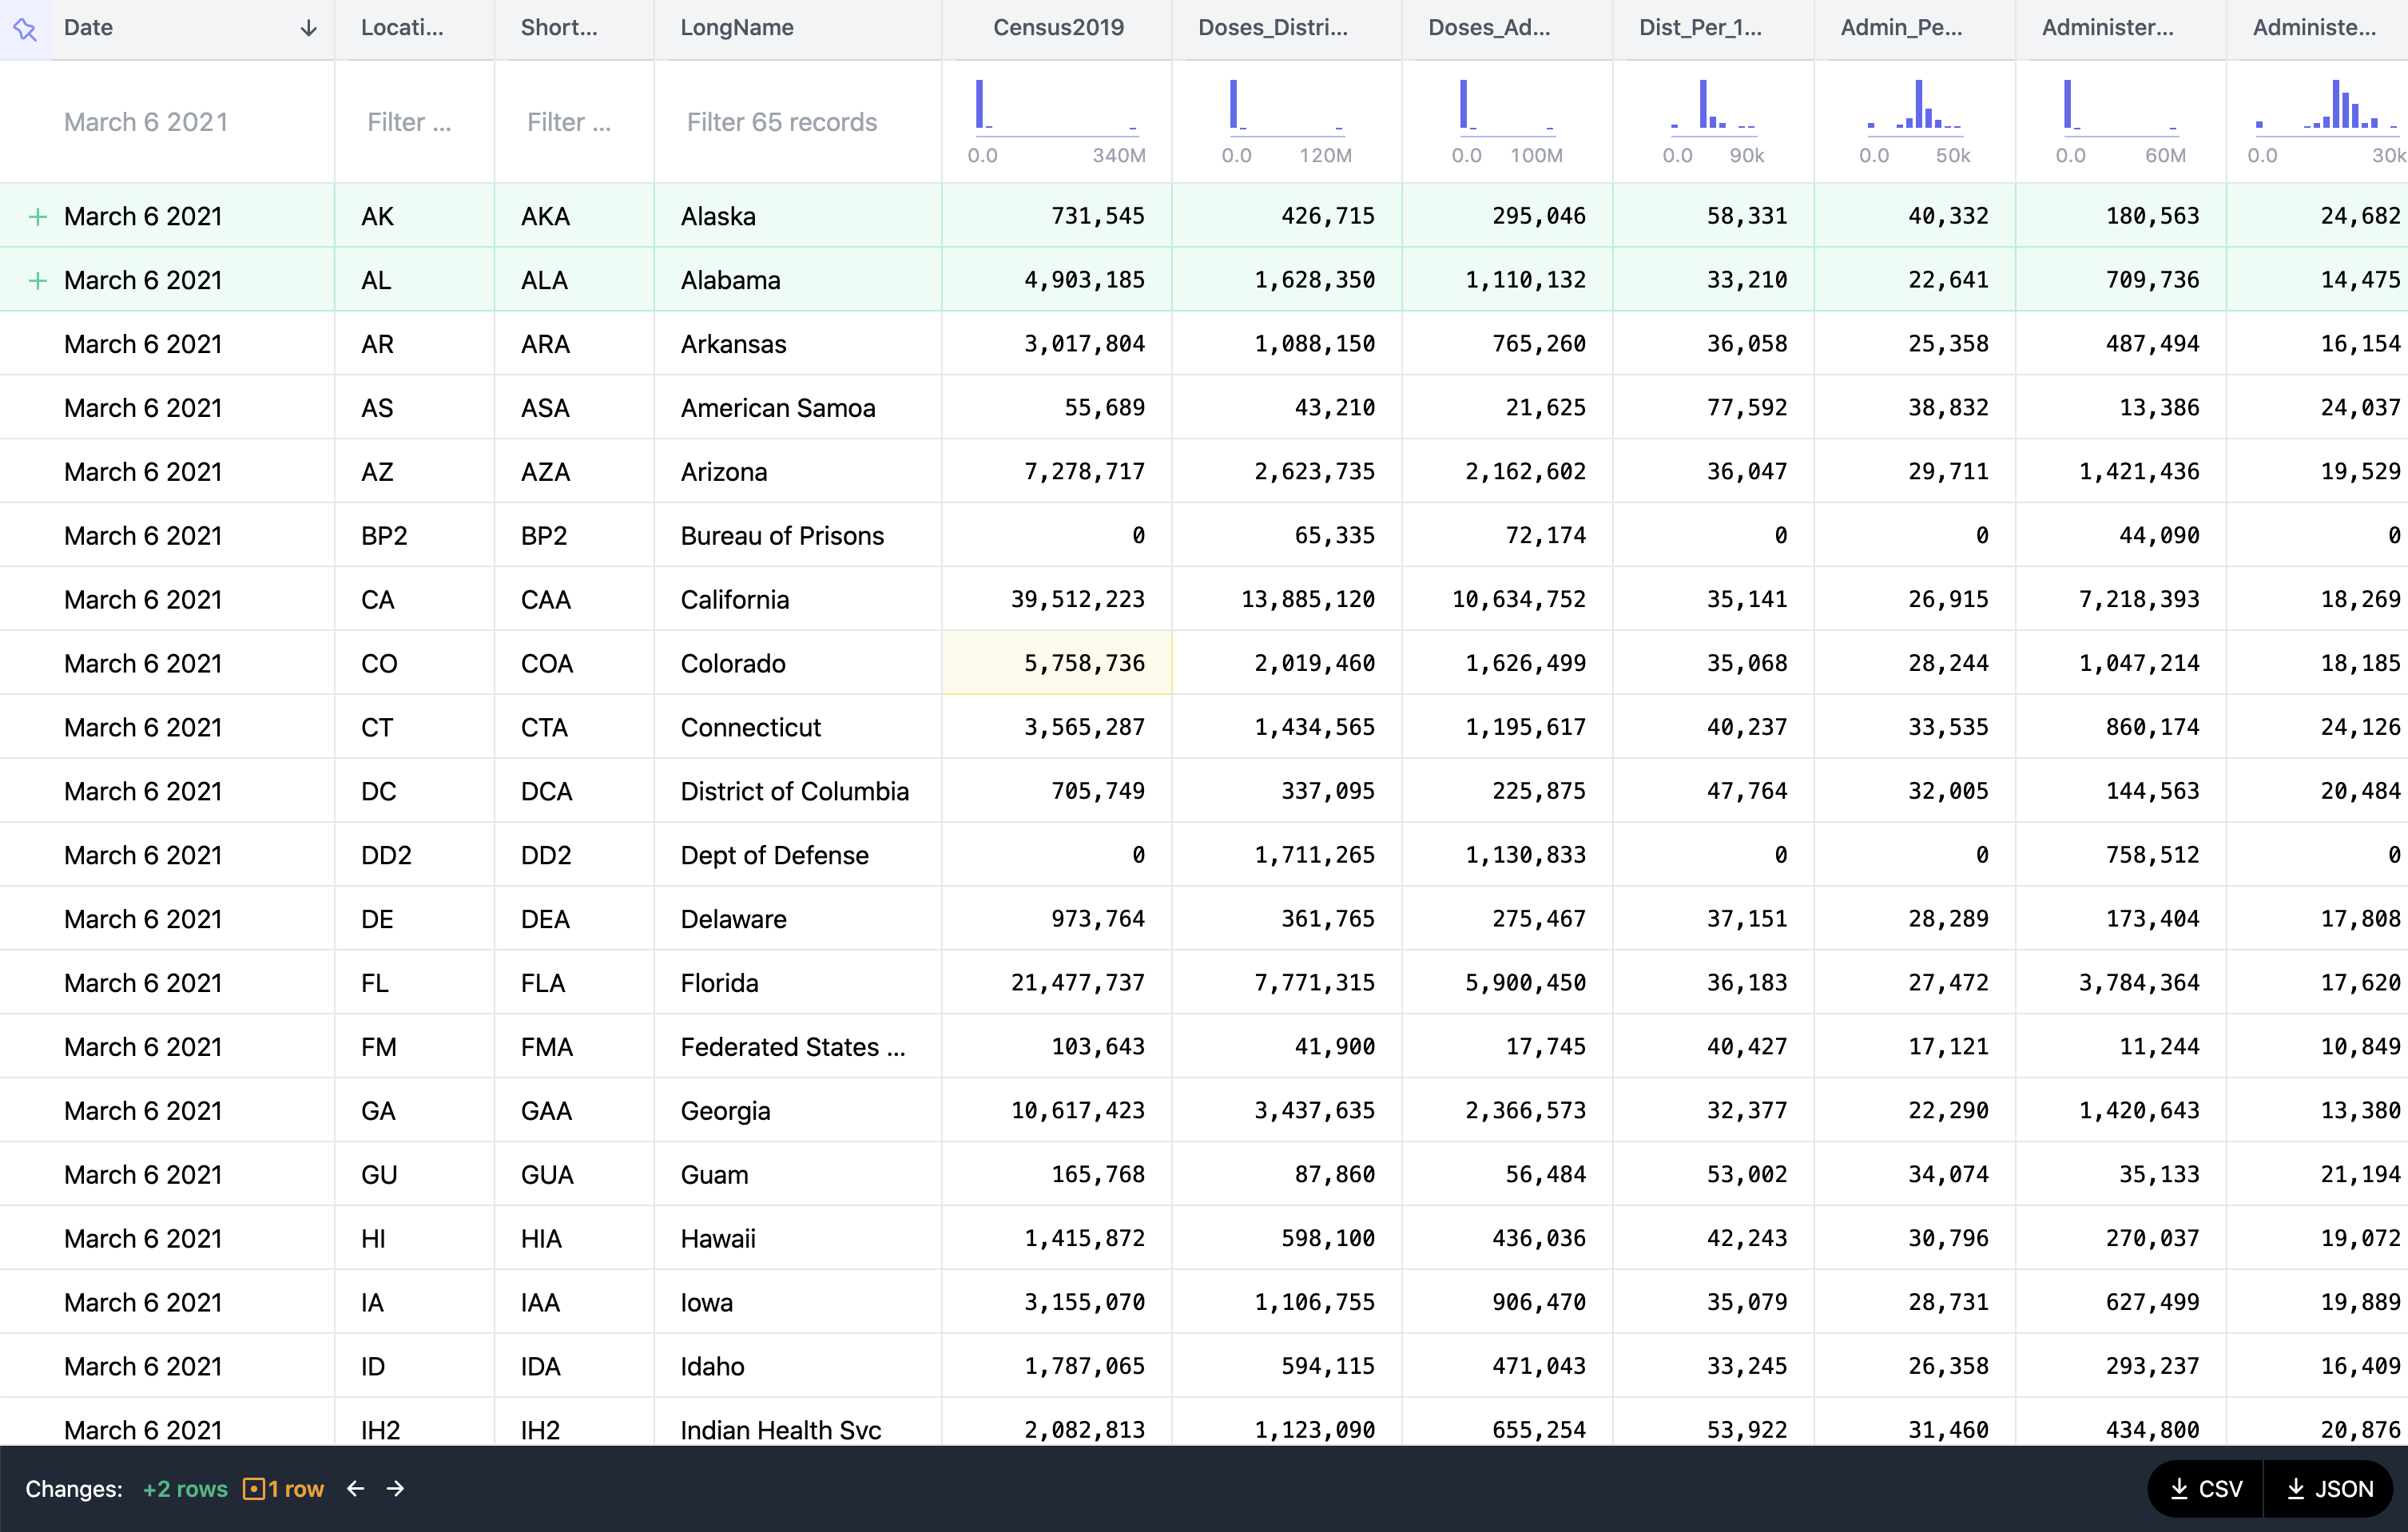 Date Locati... Short... LongName Census2019 Doses_Distri... Doses_Ad... Dist_Per_1... Admin_Pe... Administer... Administe...
March 6 2021 Filter ... Filter ... Filter 65 records 0.0 340M 0.0 120M 0.0 100M 0.0 90k 0.0 50k 0.0 60M 0.0 30k
+ March 6 2021 AK AKA Alaska 731,545 426,715 295,046 58,331 40,332 180,563 24,682
+ March 6 2021 AL ALA Alabama 4,903,185 1,628,350 1,110,132 33,210 22,641 709,736 14,475
March 6 2021 AR ARA Arkansas 3,017,804 1,088,150 765,260 36,058 25,358 487,494 16,154
March 6 2021 AS ASA American Samoa 55,689 43,210 21,625 77,592 38,832 13,386 24,037
March 6 2021 AZ AZA Arizona 7,278,717 2,623,735 2,162,602 36,047 29,711 1,421,436 19,529
March 6 2021 BP2 BP2 Bureau of Prisons 0 65,335 72,174 0 0 44,090 0
March 6 2021 CA CAA California 39,512,223 13,885,120 10,634,752 35,141 26,915 7,218,393 18,269
March 6 2021 CO COA Colorado 5,758,736 2,019,460 1,626,499 35,068 28,244 1,047,214 18,185
March 6 2021 CT CTA Connecticut 3,565,287 1,434,565 1,195,617 40,237 33,535 860,174 24,126
March 6 2021 DC DCA District of Columbia 705,749 337,095 225,875 47,764 32,005 144,563 20,484
March 6 2021 DD2 DD2 Dept of Defense 0 1,711,265 1,130,833 0 0 758,512 0
March 6 2021 DE DEA Delaware 973,764 361,765 275,467 37,151 28,289 173,404 17,808
March 6 2021 FL FLA Florida 21,477,737 7,771,315 5,900,450 36,183 27,472 3,784,364 17,620
March 6 2021 FM FMA Federated States ... 103,643 41,900 17,745 40,427 17,121 11,244 10,849
March 6 2021 GA GAA Georgia 10,617,423 3,437,635 2,366,573 32,377 22,290 1,420,643 13,380
March 6 2021 GU GUA Guam 165,768 87,860 56,484 53,002 34,074 35,133 21,194
March 6 2021 HI HIA Hawaii 1,415,872 598,100 436,036 42,243 30,796 270,037 19,072
March 6 2021 IA IAA Iowa 3,155,070 1,106,755 906,470 35,079 28,731 627,499 19,889
March 6 2021 ID IDA Idaho 1,787,065 594,115 471,043 33,245 26,358 293,237 16,409
March 6 2021 IH2 IH2 Indian Health Svc 2,082,813 1,123,090 655,254 53,922 31,460 434,800 20,876
Changes: +2 rows 1 row CSV JSON